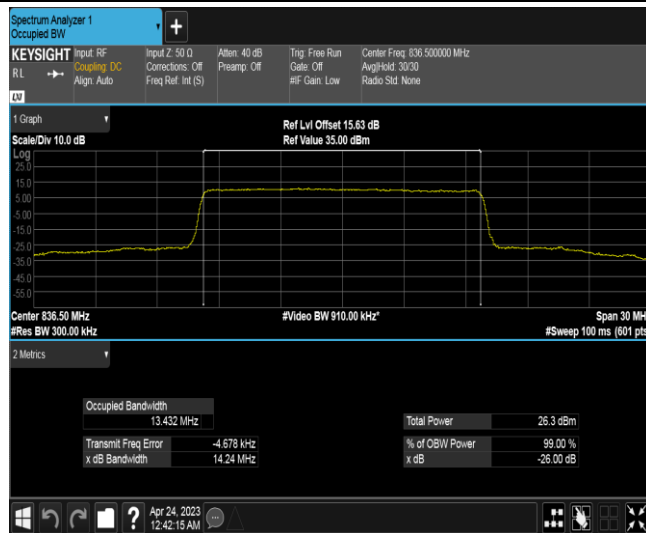 Spectrum Analyzer 1
Occupied BW
+
KEYSIGHT
RL
Input: RF
Coupling: DC
Align: Auto
Input Z: 50 Ω
Corrections: Off
Freq Ref: Int (S)
Atten: 40 dB
Preamp: Off
Trig: Free Run
Gate: Off
#IF Gain: Low
Center Freq: 836.500000 MHz
Avg|Hold: 30/30
Radio Std: None
LXI
1 Graph
Scale/Div 10.0 dB
Ref Lvl Offset 15.63 dB
Ref Value 35.00 dBm
Log
25.0
15.0
5.00
-5.00
-15.0
-25.0
-35.0
-45.0
-55.0
Center 836.50 MHz
#Video BW 910.00 kHz*
Span 30 MH
#Res BW 300.00 kHz
#Sweep 100 ms (601 pts
2 Metrics
Occupied Bandwidth
13.432 MHz
Total Power 26.3 dBm
Transmit Freq Error -4.678 kHz
% of OBW Power 99.00 %
x dB Bandwidth 14.24 MHz
x dB -26.00 dB
?
Apr 24, 2023
12:42:15 AM